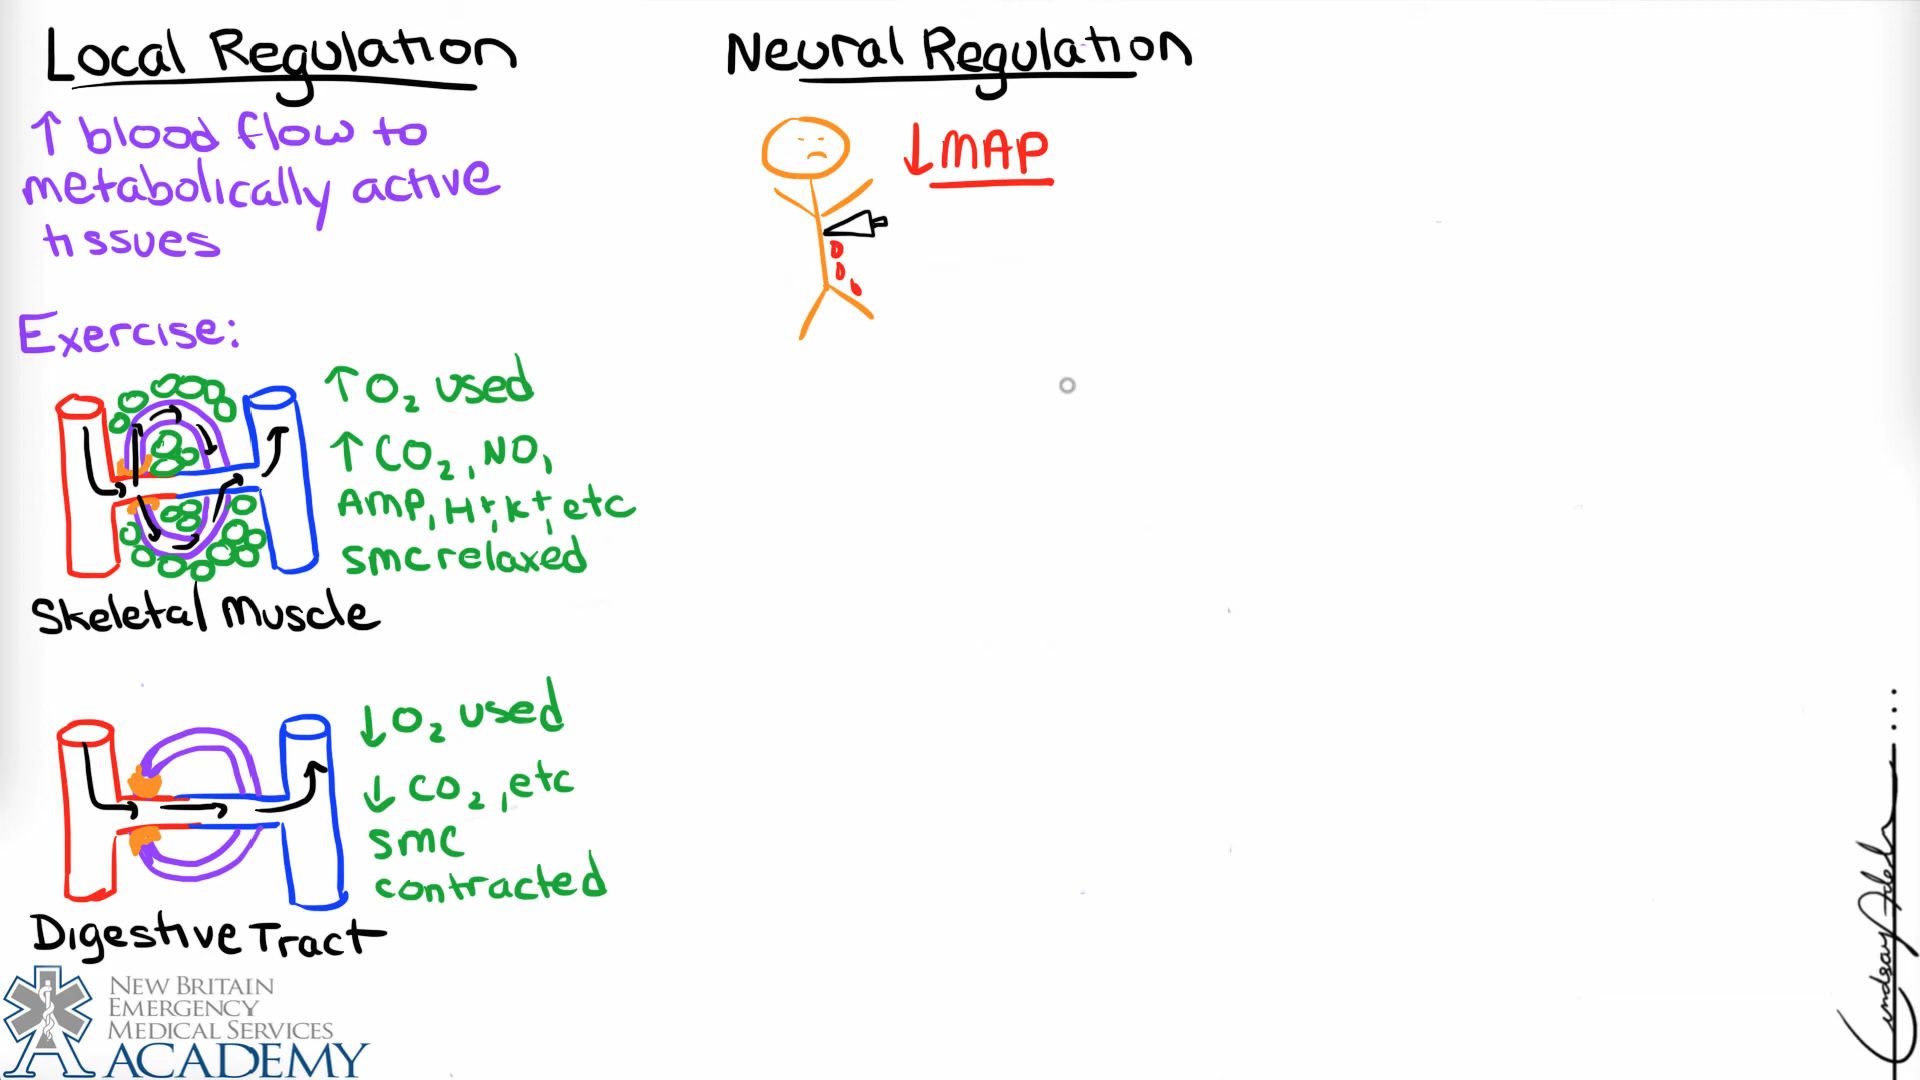 Local Regulation
↑ blood flow to
metabolically active
tissues
Exercise:
↑ O₂ used
↑ CO₂, NO,
AMP, H+, K+, etc
smc relaxed
Skeletal Muscle
↓ O₂ used
↓ CO₂, etc
smc
contracted
Digestive Tract
NEW BRITAIN
EMERGENCY
MEDICAL SERVICES
ACADEMY
Neural Regulation
↓ MAP